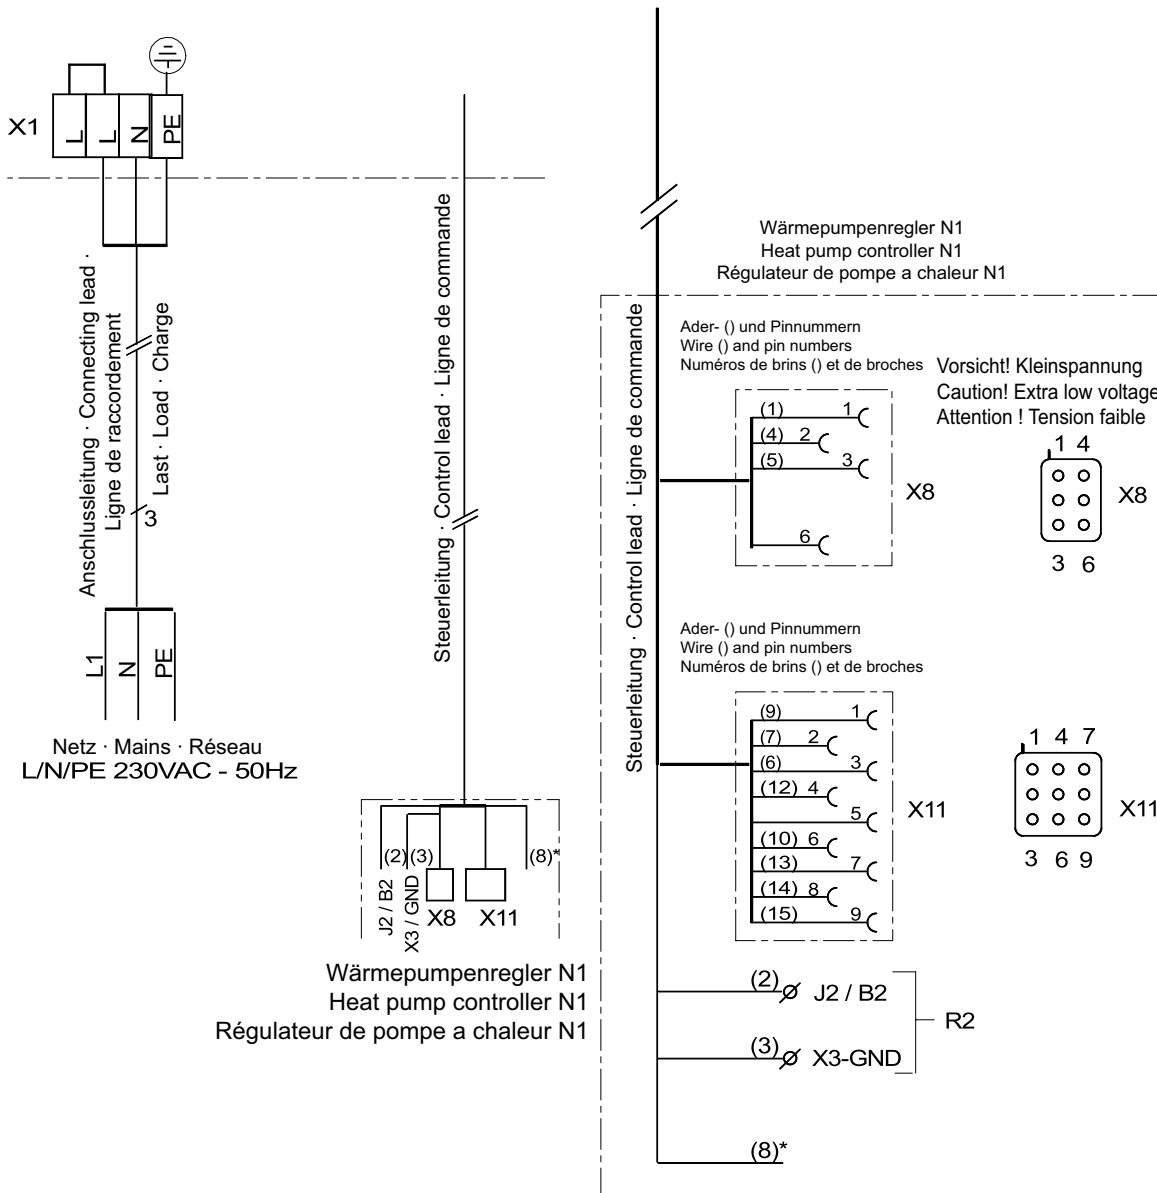 X1
L
L
N
PE
Anschlussleitung · Connecting lead ·
Ligne de raccordement
Last · Load · Charge
3
L1
N
PE
Netz · Mains · Réseau
L/N/PE 230VAC - 50Hz
Steuerleitung · Control lead · Ligne de commande
(2)
(3)
(8)*
J2 / B2
X3 / GND
X8
X11
Wärmepumpenregler N1
Heat pump controller N1
Régulateur de pompe a chaleur N1
Wärmepumpenregler N1
Heat pump controller N1
Régulateur de pompe a chaleur N1
Steuerleitung · Control lead · Ligne de commande
Ader- () und Pinnummern
Wire () and pin numbers
Numéros de brins () et de broches
Vorsicht! Kleinspannung
Caution! Extra low voltage
Attention ! Tension faible
(1) 1
(4) 2
(5) 3
6
X8
1 4
X8
3 6
Ader- () und Pinnummern
Wire () and pin numbers
Numéros de brins () et de broches
(9) 1
(7) 2
(6) 3
(12) 4
5
(10) 6
(13) 7
(14) 8
(15) 9
X11
1 4 7
X11
3 6 9
(2) J2 / B2
R2
(3) X3-GND
(8)*